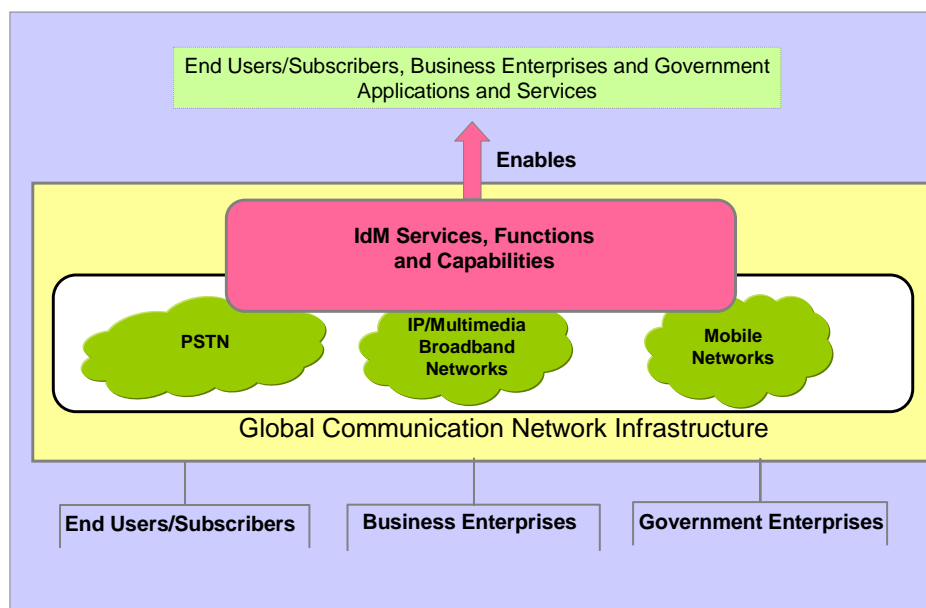 End Users/Subscribers, Business Enterprises and Government
Applications and Services
Enables
IdM Services, Functions
and Capabilities
PSTN
IP/Multimedia
Broadband
Networks
Mobile
Networks
Global Communication Network Infrastructure
End Users/Subscribers
Business Enterprises
Government Enterprises